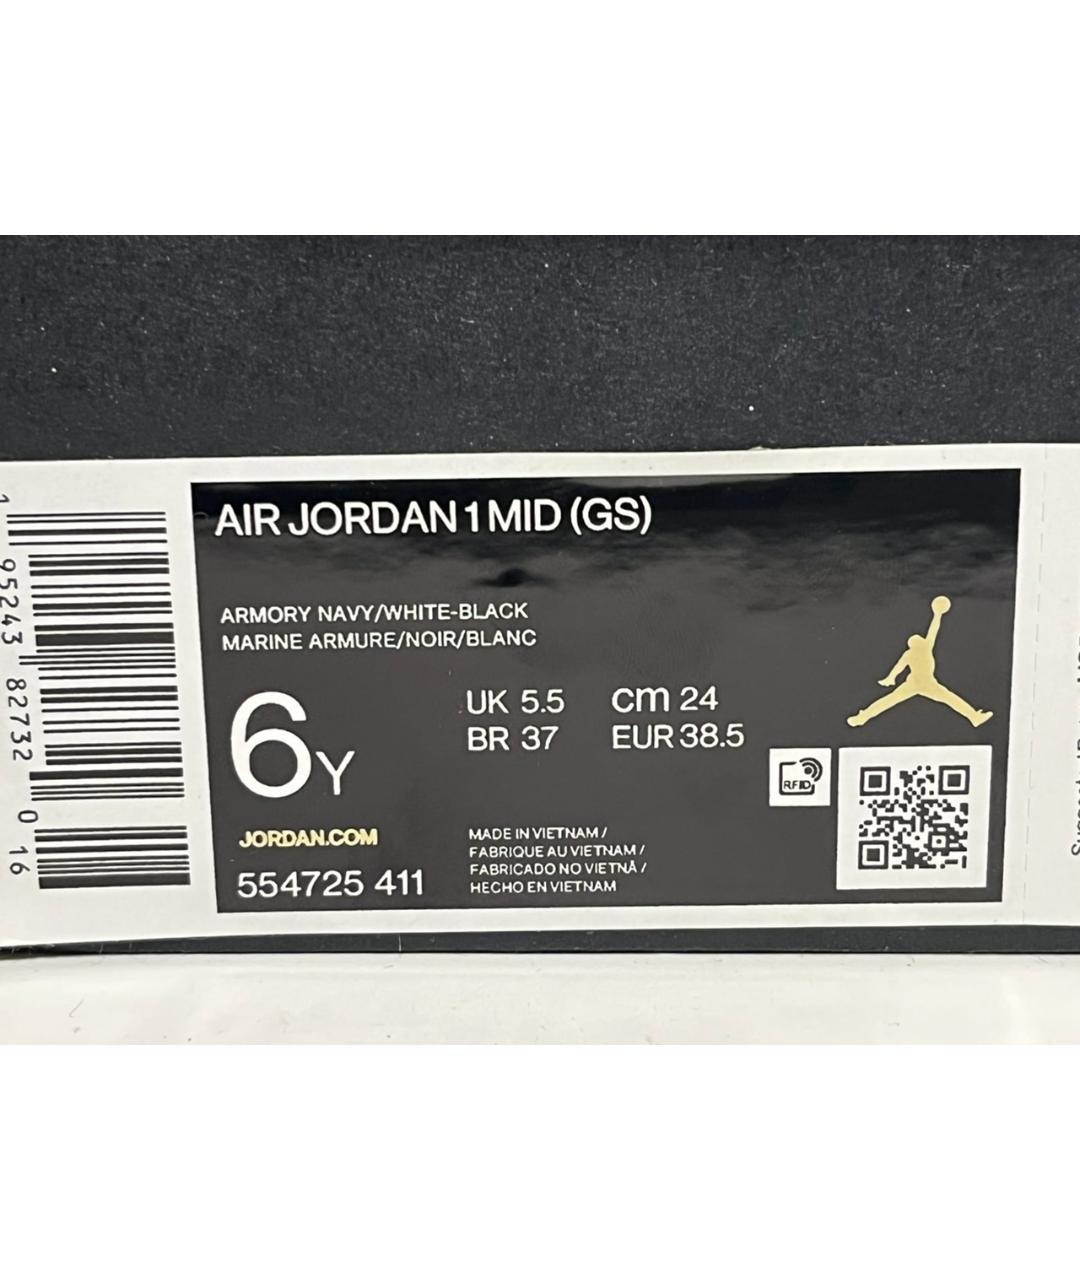 1 95243 82732 0 16
AIR JORDAN 1 MID (GS)
ARMORY NAVY/WHITE-BLACK
MARINE ARMURE/NOIR/BLANC
6Y
UK 5.5 cm 24
BR 37 EUR 38.5
RFID
JORDAN.COM
554725 411
MADE IN VIETNAM /
FABRIQUE AU VIETNAM /
FABRICADO NO VIETNÃ /
HECHO EN VIETNAM